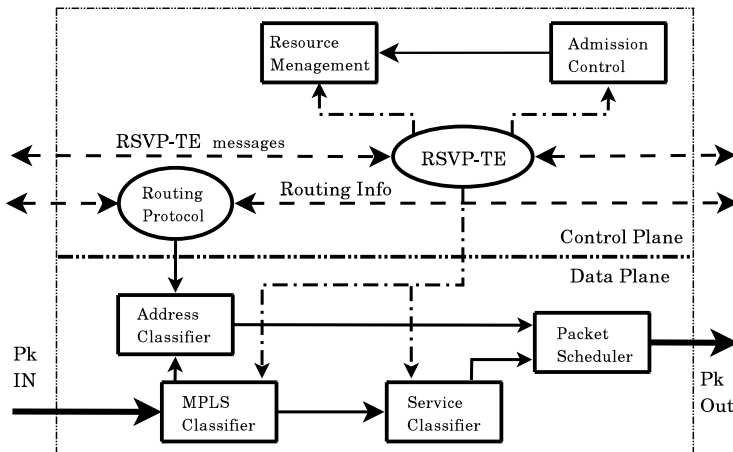 Resource
Menagement
Admission
Control
RSVP-TE messages
RSVP-TE
Routing
Protocol
Routing Info
Control Plane
Data Plane
Address
Classifier
Packet
Scheduler
Pk
IN
MPLS
Classifier
Service
Classifier
Pk
Out